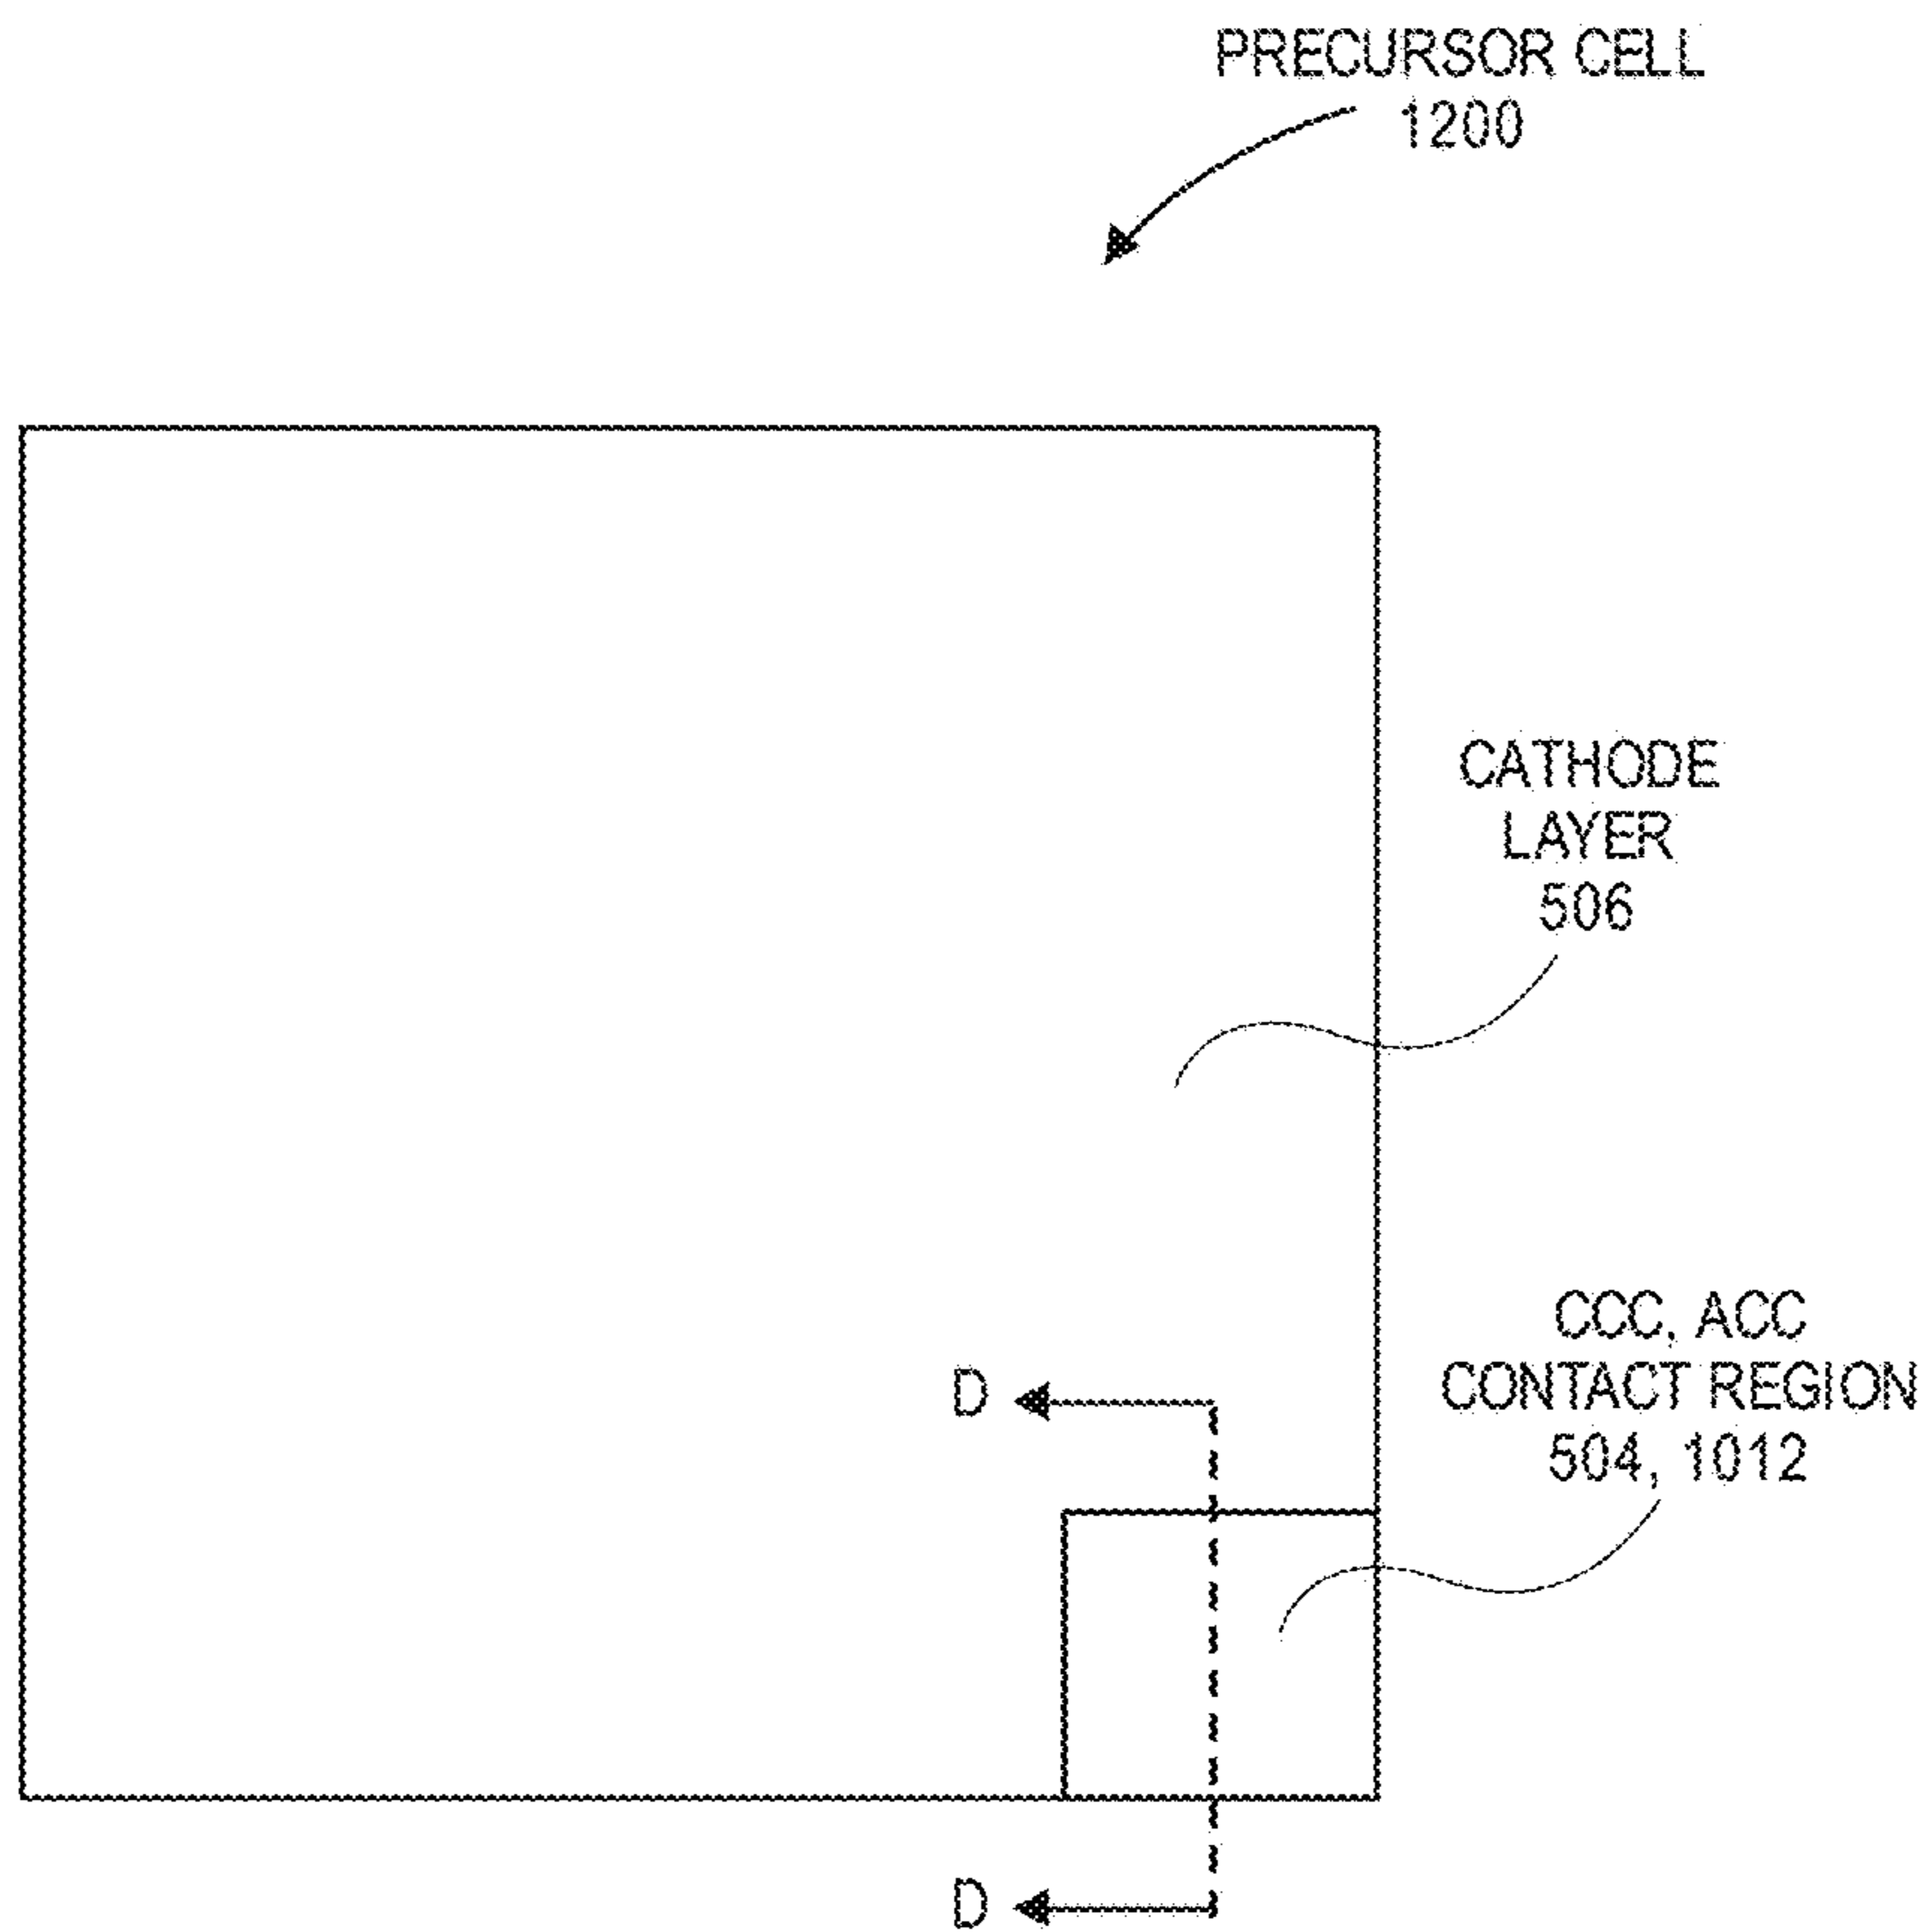 PRECURSOR CELL
1200
CATHODE
LAYER
506
CCC, ACC
CONTACT REGION
504, 1012
D
D